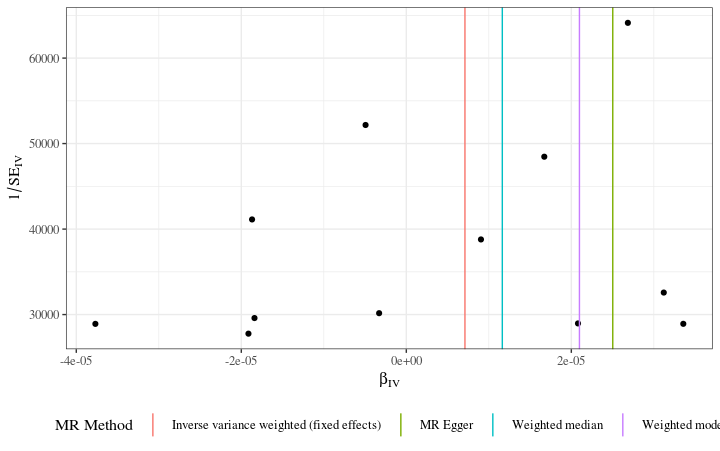 60000
50000
40000
30000
1/SE_IV
-4e-05 -2e-05 0e+00 2e-05
β_IV
MR Method Inverse variance weighted (fixed effects) MR Egger Weighted median Weighted mode